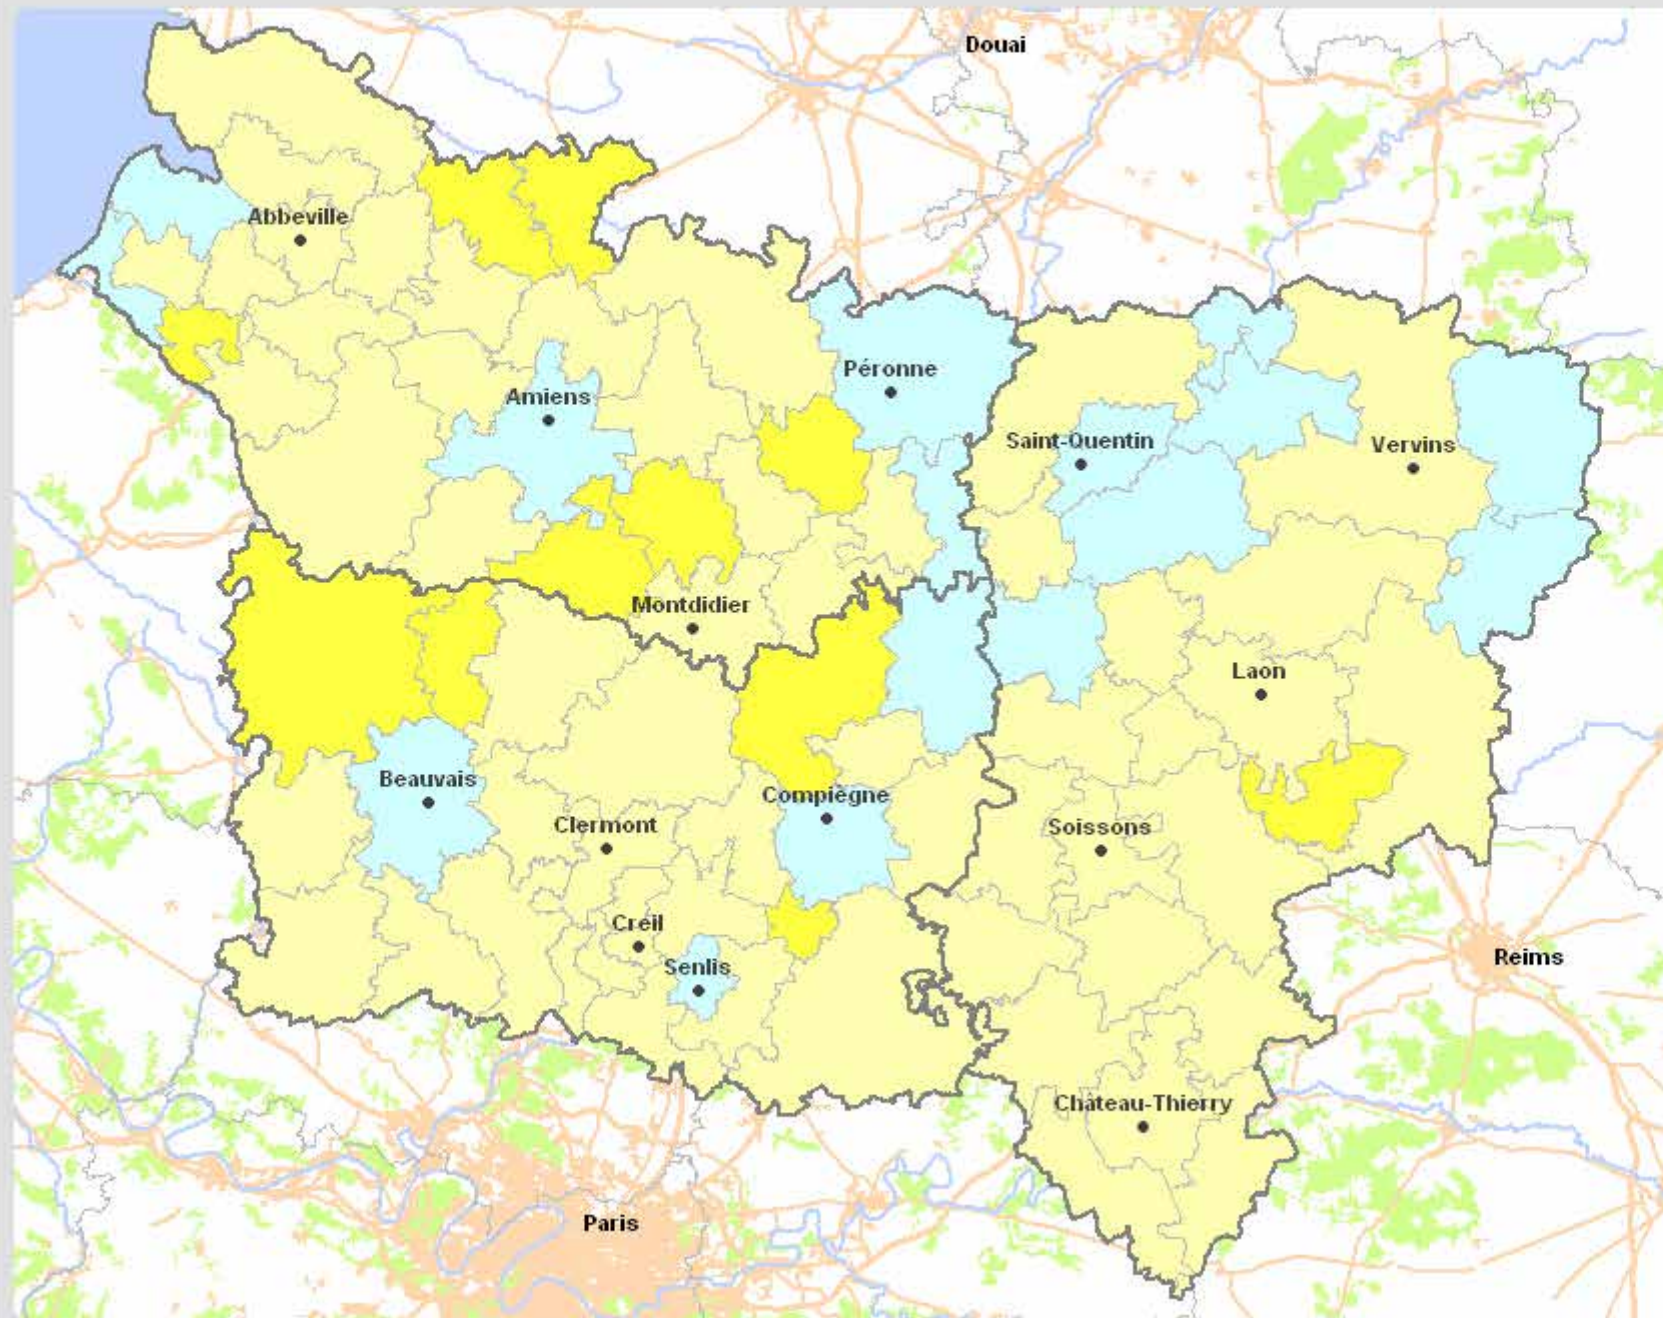 Douai
Abbeville
Péronne
Amiens
Saint-Quentin
Vervins
Montdidier
Laon
Beauvais
Compiègne
Clermont
Soissons
Creil
Senlis
Reims
Château-Thierry
Paris